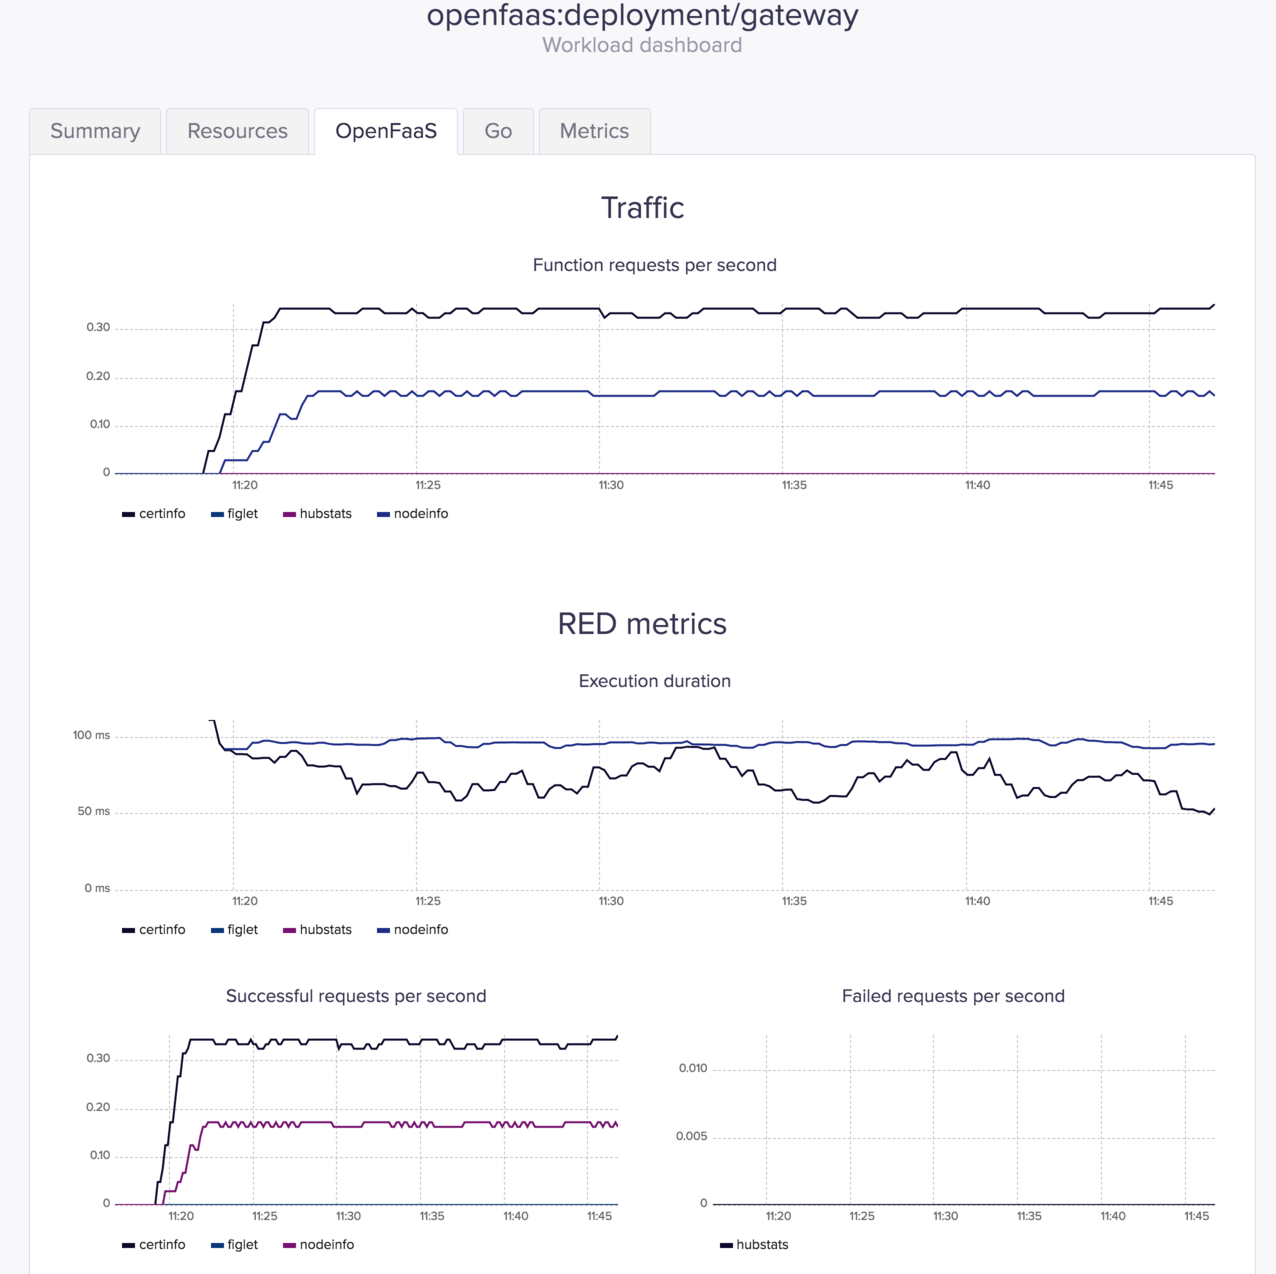 openfaas:deployment/gateway
Workload dashboard
Summary Resources OpenFaaS Go Metrics
Traffic
Function requests per second
0.30
0.20
0.10
0
11:20 11:25 11:30 11:35 11:40 11:45
certinfo figlet hubstats nodeinfo
RED metrics
Execution duration
100 ms
50 ms
0 ms
11:20 11:25 11:30 11:35 11:40 11:45
certinfo figlet hubstats nodeinfo
Successful requests per second
0.30
0.20
0.10
0
11:20 11:25 11:30 11:35 11:40 11:45
certinfo figlet nodeinfo
Failed requests per second
0.010
0.005
0
11:20 11:25 11:30 11:35 11:40 11:45
hubstats